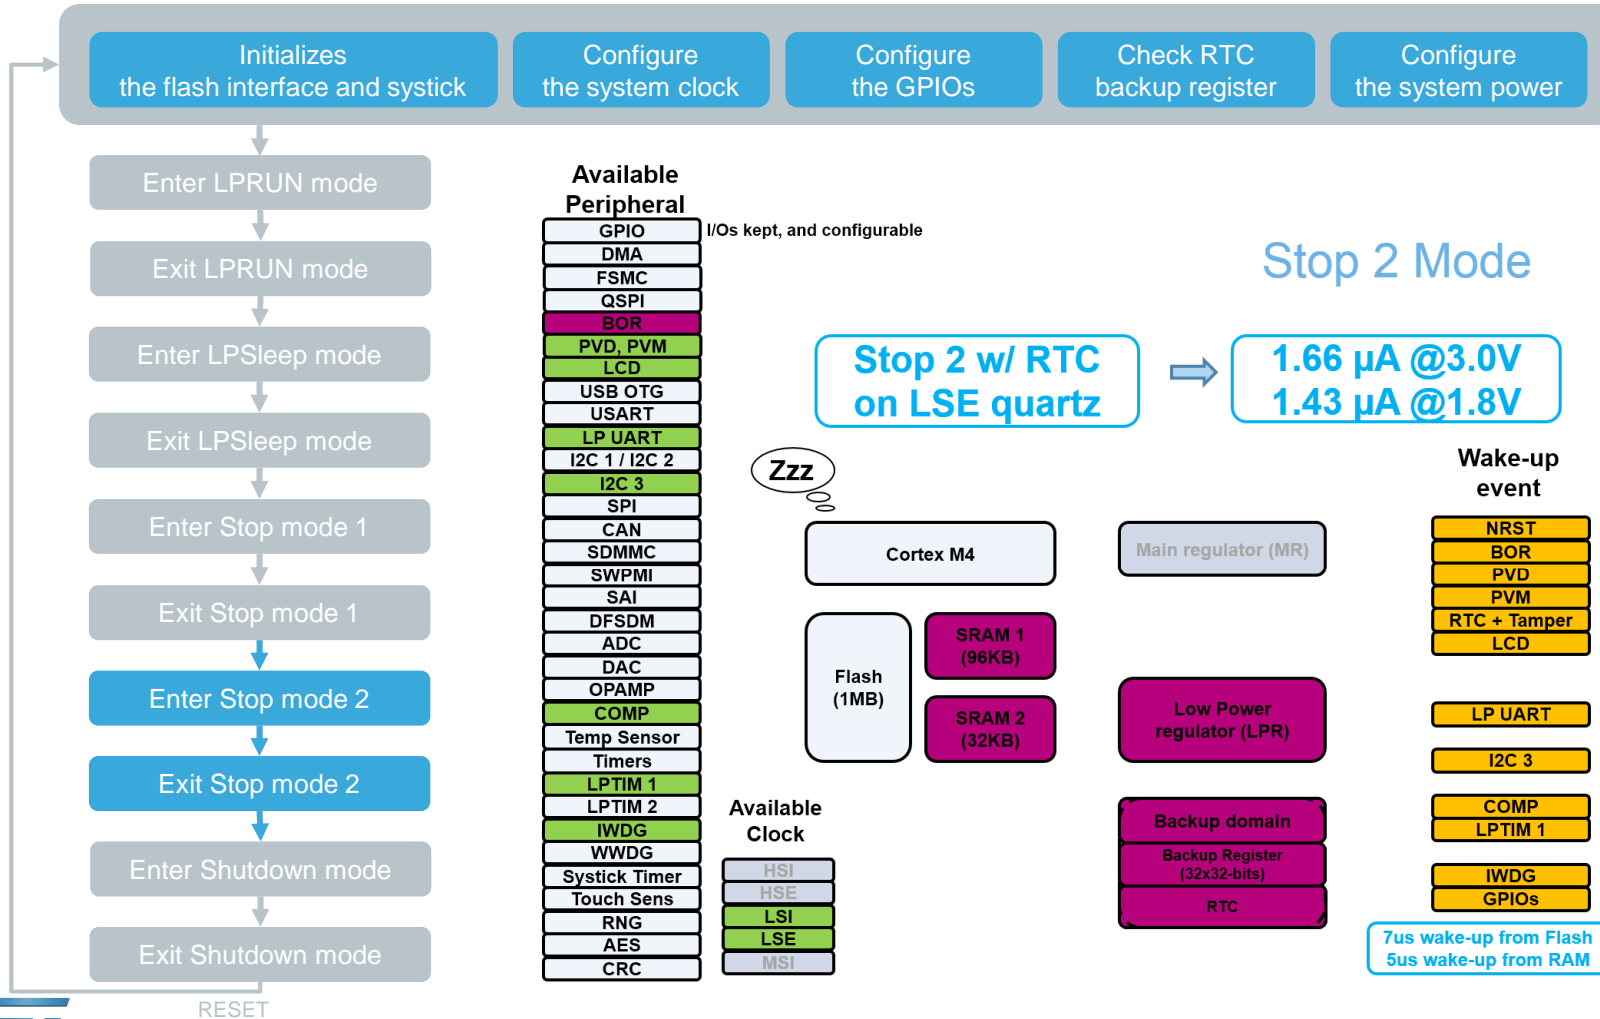 Initializes
the flash interface and systick
Configure
the system clock
Configure
the GPIOs
Check RTC
backup register
Configure
the system power
Enter LPRUN mode
Exit LPRUN mode
Enter LPSleep mode
Exit LPSleep mode
Enter Stop mode 1
Exit Stop mode 1
Enter Stop mode 2
Exit Stop mode 2
Enter Shutdown mode
Exit Shutdown mode
RESET
Available
Peripheral
GPIO
I/Os kept, and configurable
DMA
FSMC
QSPI
BOR
PVD, PVM
LCD
USB OTG
USART
LP UART
I2C 1 / I2C 2
I2C 3
SPI
CAN
SDMMC
SWPMI
SAI
DFSDM
ADC
DAC
OPAMP
COMP
Temp Sensor
Timers
LPTIM 1
LPTIM 2
IWDG
WWDG
Systick Timer
Touch Sens
RNG
AES
CRC
Available
Clock
HSI
HSE
LSI
LSE
MSI
Stop 2 Mode
Stop 2 w/ RTC
on LSE quartz
1.66 µA @3.0V
1.43 µA @1.8V
Zzz
Cortex M4
Flash
(1MB)
SRAM 1
(96KB)
SRAM 2
(32KB)
Main regulator (MR)
Low Power
regulator (LPR)
Backup domain
Backup Register
(32x32-bits)
RTC
Wake-up
event
NRST
BOR
PVD
PVM
RTC + Tamper
LCD
LP UART
I2C 3
COMP
LPTIM 1
IWDG
GPIOs
7us wake-up from Flash
5us wake-up from RAM